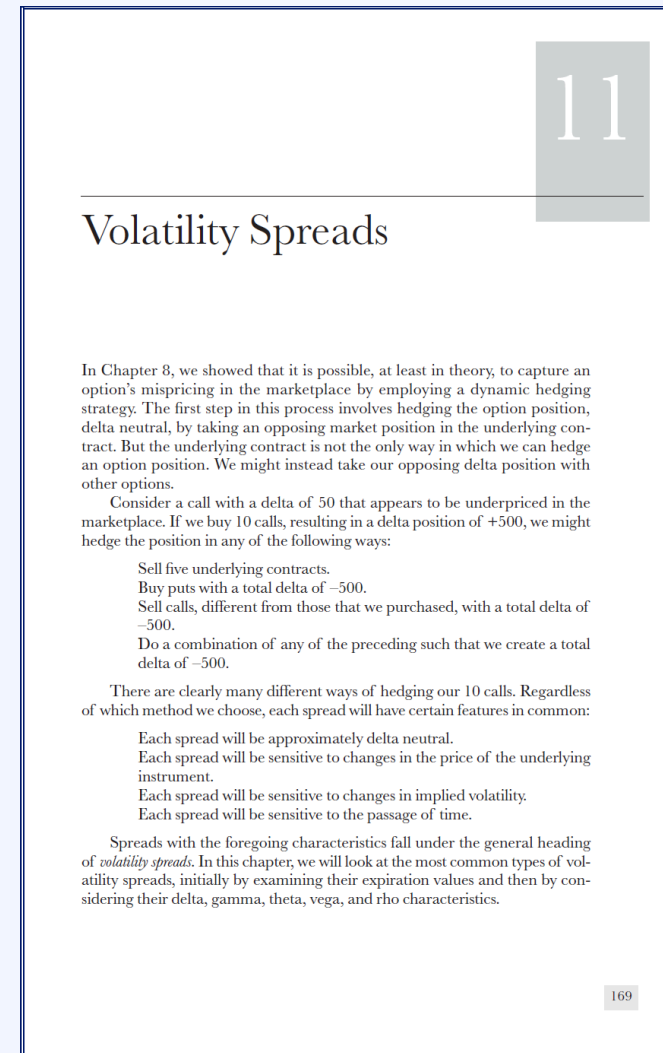 11
Volatility Spreads
In Chapter 8, we showed that it is possible, at least in theory, to capture an
option’s mispricing in the marketplace by employing a dynamic hedging
strategy. The first step in this process involves hedging the option position,
delta neutral, by taking an opposing market position in the underlying con-
tract. But the underlying contract is not the only way in which we can hedge
an option position. We might instead take our opposing delta position with
other options.
Consider a call with a delta of 50 that appears to be underpriced in the
marketplace. If we buy 10 calls, resulting in a delta position of +500, we might
hedge the position in any of the following ways:
Sell five underlying contracts.
Buy puts with a total delta of –500.
Sell calls, different from those that we purchased, with a total delta of
–500.
Do a combination of any of the preceding such that we create a total
delta of –500.
There are clearly many different ways of hedging our 10 calls. Regardless
of which method we choose, each spread will have certain features in common:
Each spread will be approximately delta neutral.
Each spread will be sensitive to changes in the price of the underlying
instrument.
Each spread will be sensitive to changes in implied volatility.
Each spread will be sensitive to the passage of time.
Spreads with the foregoing characteristics fall under the general heading
of volatility spreads. In this chapter, we will look at the most common types of vol-
atility spreads, initially by examining their expiration values and then by con-
sidering their delta, gamma, theta, vega, and rho characteristics.
169